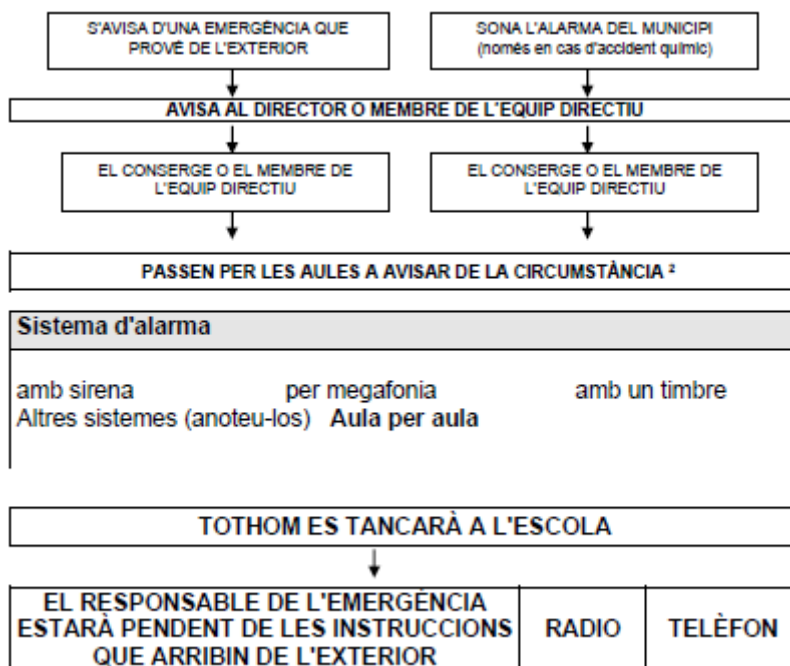 S'AVISA D'UNA EMERGÈNCIA QUE
PROVÉ DE L'EXTERIOR
SONA L'ALARMA DEL MUNICIPI
(només en cas d'accident químic)
AVISA AL DIRECTOR O MEMBRE DE L'EQUIP DIRECTIU
EL CONSERGE O EL MEMBRE DE
L'EQUIP DIRECTIU
EL CONSERGE O EL MEMBRE DE
L'EQUIP DIRECTIU
PASSEN PER LES AULES A AVISAR DE LA CIRCUMSTÀNCIA ²
Sistema d'alarma
amb sirena per megafonia amb un timbre
Altres sistemes (anoteu-los) Aula per aula
TOTHOM ES TANCARÀ A L'ESCOLA
EL RESPONSABLE DE L'EMERGÈNCIA
ESTARÀ PENDENT DE LES INSTRUCCIONS
QUE ARRIBIN DE L'EXTERIOR
RADIO
TELÈFON